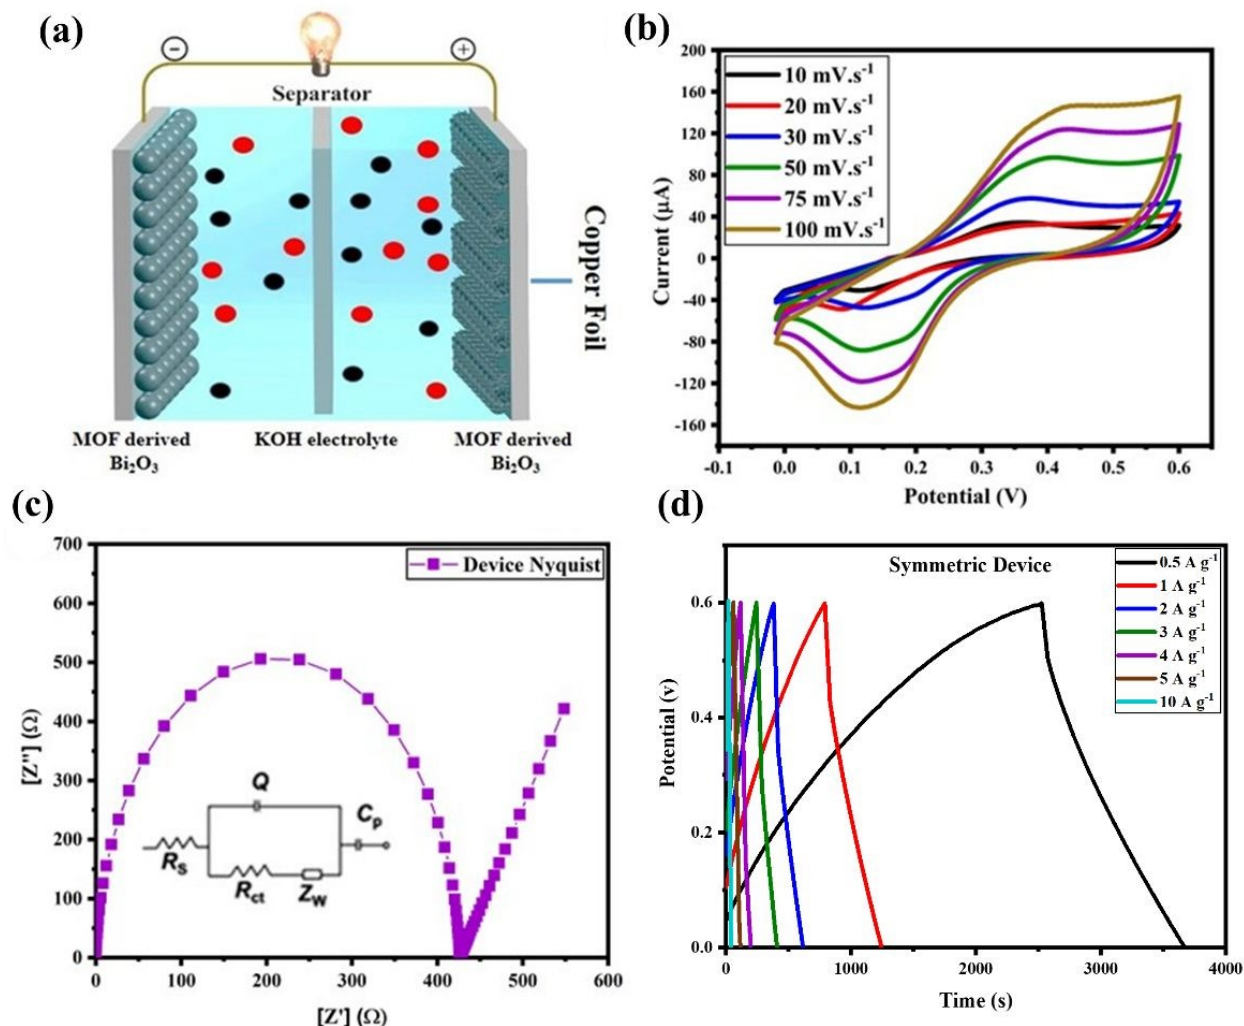 (a)
−
+
Separator
Copper Foil
MOF derived
Bi₂O₃
KOH electrolyte
MOF derived
Bi₂O₃
(b)
200
160
120
80
40
0
-40
-80
-120
-160
Current (µA)
10 mV.s⁻¹
20 mV.s⁻¹
30 mV.s⁻¹
50 mV.s⁻¹
75 mV.s⁻¹
100 mV.s⁻¹
-0.1 0.0 0.1 0.2 0.3 0.4 0.5 0.6
Potential (V)
(c)
700
600
500
400
300
200
100
0
[Z''] (Ω)
Device Nyquist
Q
Cp
Rs
Rct
Zw
0 100 200 300 400 500 600
[Z'] (Ω)
(d)
Symmetric Device
0.5 A g⁻¹
1 A g⁻¹
2 A g⁻¹
3 A g⁻¹
4 A g⁻¹
5 A g⁻¹
10 A g⁻¹
0.6
0.4
0.2
0.0
Potential (v)
0 1000 2000 3000 4000
Time (s)